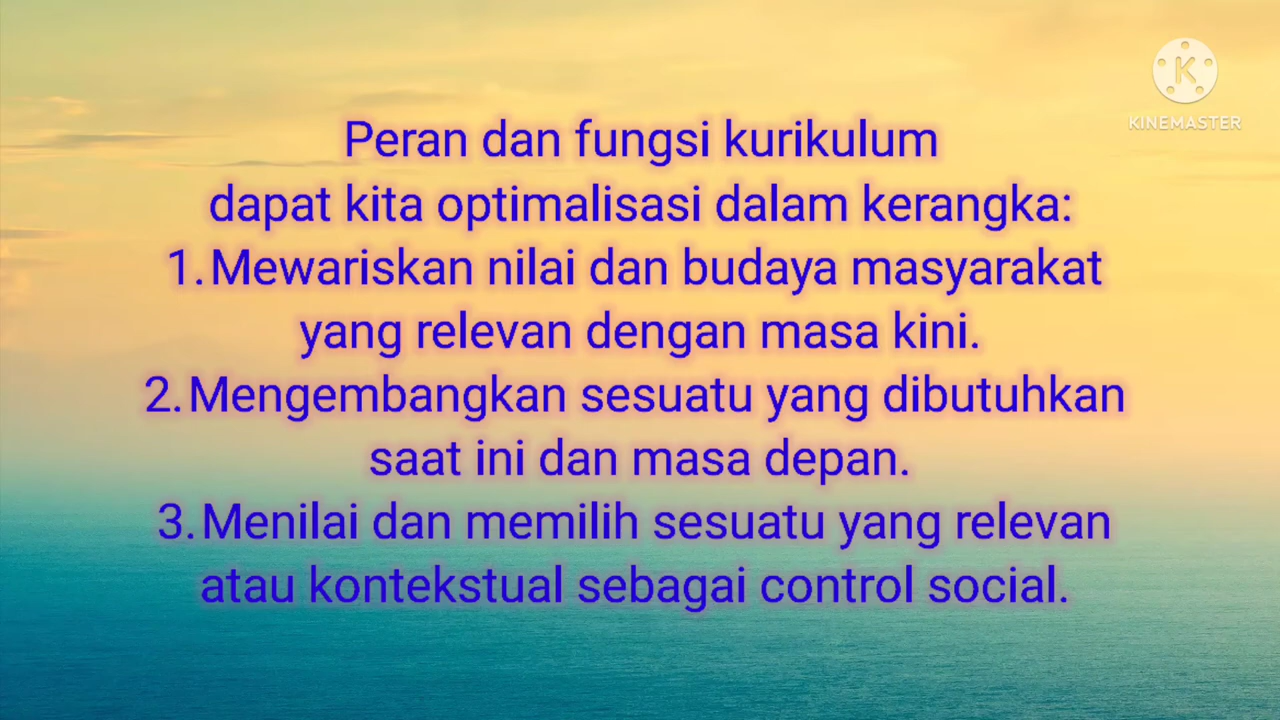 KINEMASTER
Peran dan fungsi kurikulum
dapat kita optimalisasi dalam kerangka:
1.Mewariskan nilai dan budaya masyarakat
yang relevan dengan masa kini.
2.Mengembangkan sesuatu yang dibutuhkan
saat ini dan masa depan.
3.Menilai dan memilih sesuatu yang relevan
atau kontekstual sebagai control social.